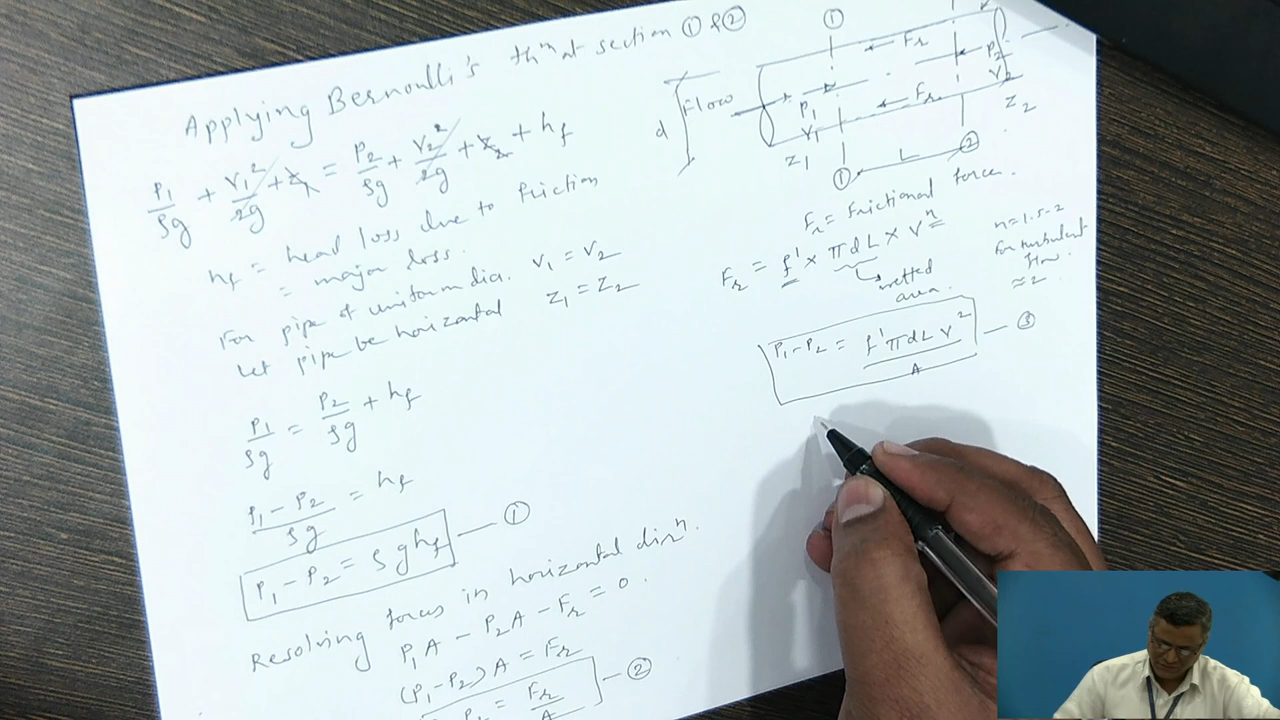 Applying Bernoulli's thm at section ① & ②
P₁/ρg + V₁²/2g + Z₁ = P₂/ρg + V₂²/2g + Z₂ + hf
hf = head loss due to friction
= major loss.
For pipe of uniform dia. V₁ = V₂
Let pipe be horizontal Z₁ = Z₂
P₁/ρg = P₂/ρg + hf
(P₁ - P₂)/ρg = hf
P₁ - P₂ = ρghf — ①
Resolving forces in horizontal dirⁿ.
P₁A - P₂A - Fr = 0.
(P₁-P₂)A = Fr
P₂ = Fr/A — ②
①
Fr
P₂
V₂
Z₂
d
Flow
P₁
V₁
Z₁
Fr
L
①
②
Fr = Frictional force.
Fr = f' × πdL × Vⁿ
wetted
area.
n = 1.5-2
For turbulent
flow.
≈ 2
P₁-P₂ = f'πdLV²/A — ③